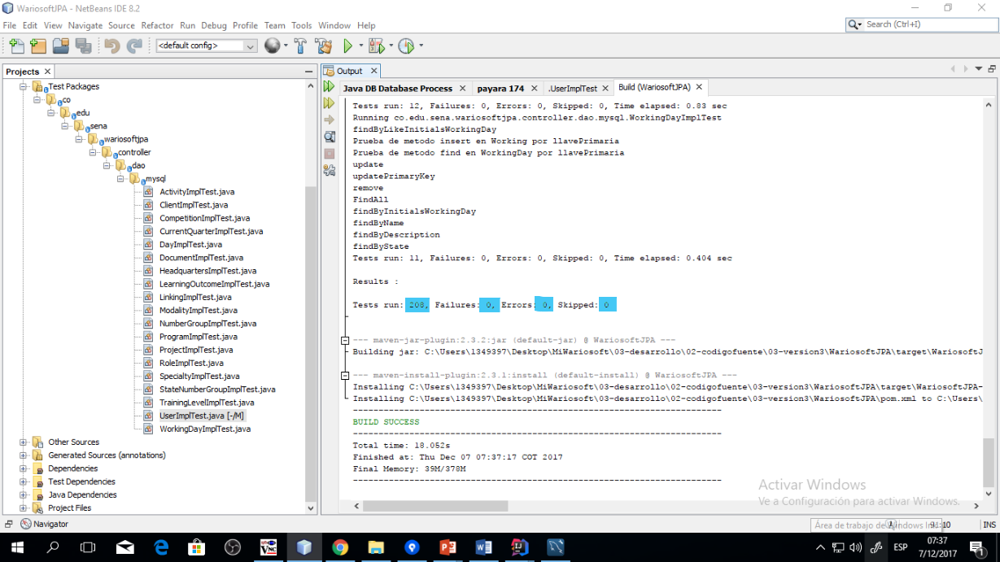 WariosoftJPA - NetBeans IDE 8.2
File Edit View Navigate Source Refactor Run Debug Profile Team Tools Window Help
Search (Ctrl+I)
<default config>
Projects
Test Packages
co
edu
sena
wariosoftjpa
controller
dao
mysql
ActivityImplTest.java
ClientImplTest.java
CompetitionImplTest.java
CurrentQuarterImplTest.java
DayImplTest.java
DocumentImplTest.java
HeadquartersImplTest.java
LearningOutcomeImplTest.java
LinkingImplTest.java
ModalityImplTest.java
NumberGroupImplTest.java
ProgramImplTest.java
ProjectImplTest.java
RoleImplTest.java
SpecialtyImplTest.java
StateNumberGroupImplTest.java
TrainingLevelImplTest.java
UserImplTest.java [-/M]
WorkingDayImplTest.java
Other Sources
Generated Sources (annotations)
Dependencies
Test Dependencies
Java Dependencies
Project Files
Navigator
Output
Java DB Database Process payara 174 .UserImplTest Build (WariosoftJPA)
Tests run: 12, Failures: 0, Errors: 0, Skipped: 0, Time elapsed: 0.83 sec
Running co.edu.sena.wariosoftjpa.controller.dao.mysql.WorkingDayImplTest
findByLikeInitialsWorkingDay
Prueba de metodo insert en Working por llavePrimaria
Prueba de metodo find en WorkingDay por llavePrimaria
update
updatePrimaryKey
remove
FindAll
findByInitialsWorkingDay
findByName
findByDescription
findByState
Tests run: 11, Failures: 0, Errors: 0, Skipped: 0, Time elapsed: 0.404 sec
Results :
Tests run: 208, Failures: 0, Errors: 0, Skipped: 0
--- maven-jar-plugin:2.3.2:jar (default-jar) @ WariosoftJPA ---
Building jar: C:\Users\1349397\Desktop\MiWariosoft\03-desarrollo\02-codigofuente\03-version3\WariosoftJPA\target\WariosoftJ
--- maven-install-plugin:2.3.1:install (default-install) @ WariosoftJPA ---
Installing C:\Users\1349397\Desktop\MiWariosoft\03-desarrollo\02-codigofuente\03-version3\WariosoftJPA\target\WariosoftJPA-
Installing C:\Users\1349397\Desktop\MiWariosoft\03-desarrollo\02-codigofuente\03-version3\WariosoftJPA\pom.xml to C:\Users\
------------------------------------------------------------------------
BUILD SUCCESS
------------------------------------------------------------------------
Total time: 18.052s
Finished at: Thu Dec 07 07:37:17 COT 2017
Final Memory: 39M/378M
------------------------------------------------------------------------
Activar Windows
Ve a Configuración para activar Windows.
Área de trabajo de Windows
INS
ESP
07:37
7/12/2017